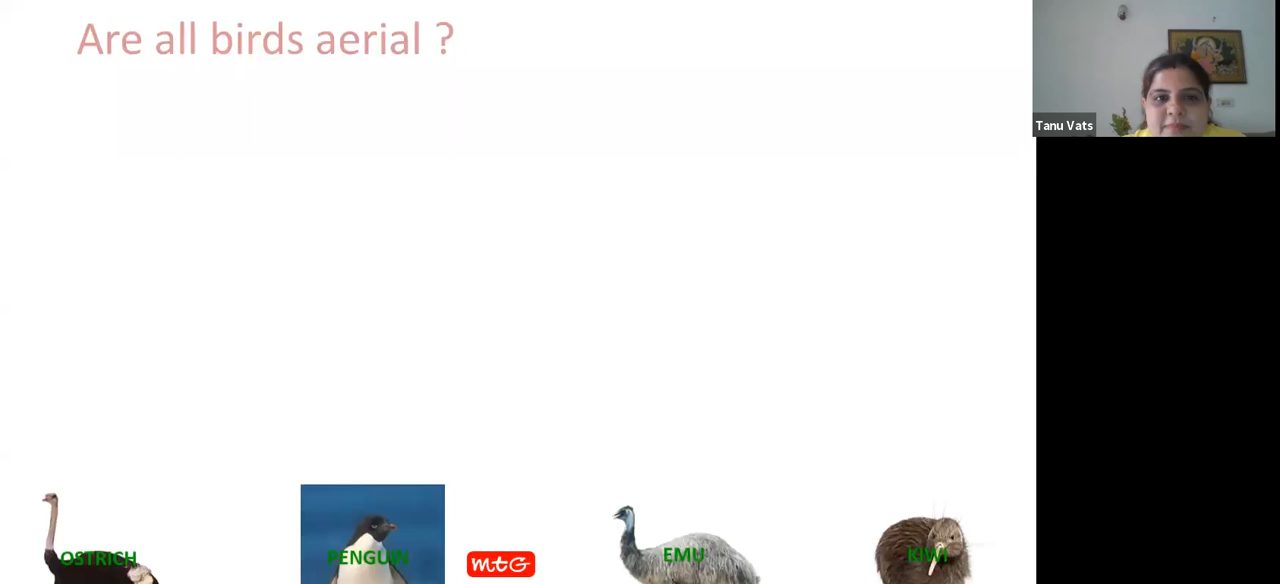 Are all birds aerial ?
Tanu Vats
OSTRICH
PENGUIN
mtG
EMU
KIWI